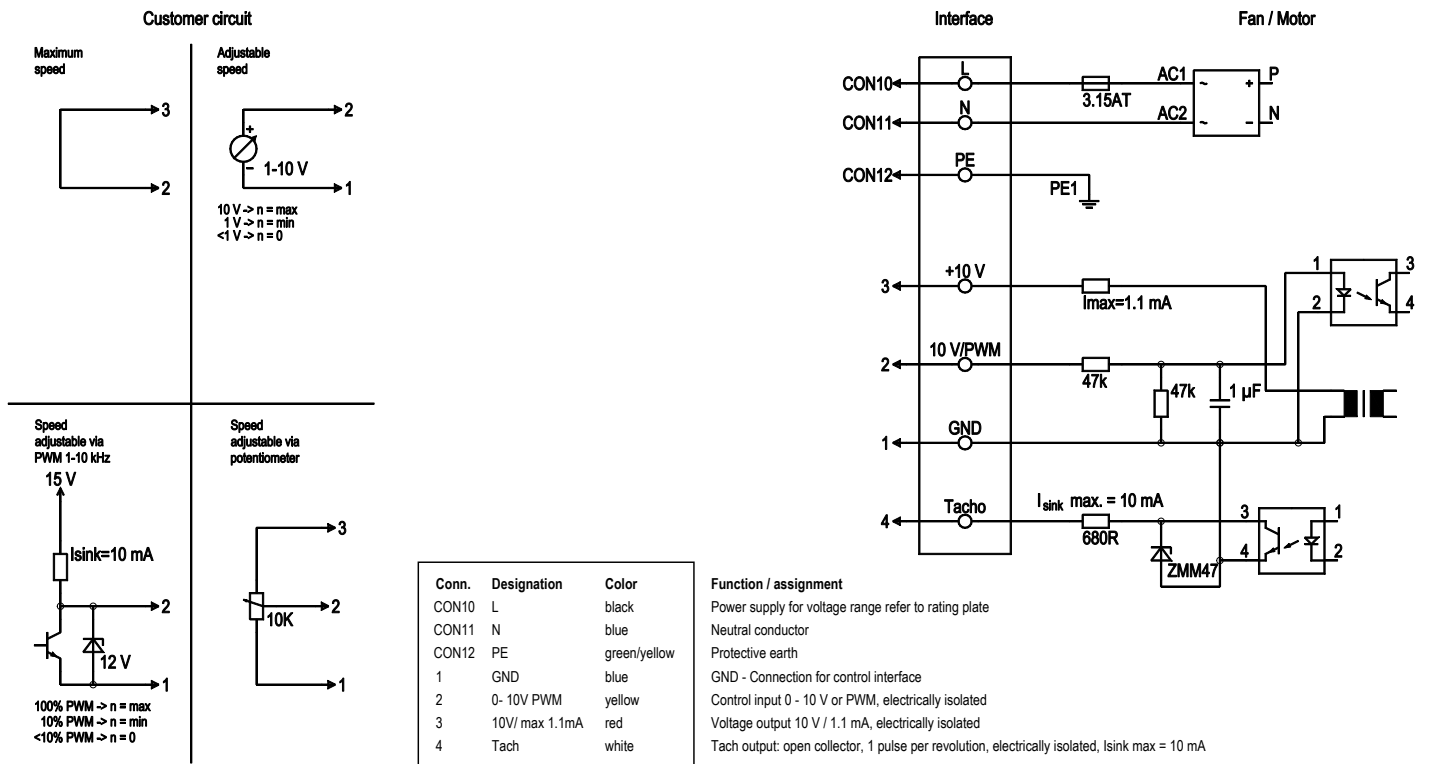 Customer circuit
Maximum
speed
3
2
Adjustable
speed
2
+
–
1-10 V
1
10 V -> n = max
1 V -> n = min
<1 V -> n = 0
Speed
adjustable via
PWM 1-10 kHz
15 V
Isink=10 mA
2
12 V
1
100% PWM -> n = max
10% PWM -> n = min
<10% PWM -> n = 0
Speed
adjustable via
potentiometer
3
2
10K
1
Interface
Fan / Motor
CON10 L 3.15AT AC1 ~ + P
CON11 N AC2 ~ – N
CON12 PE PE1
3 +10 V Imax=1.1 mA
1 3
2 4
2 10 V/PWM 47k
47k 1 µF
1 GND
4 Tacho Isink max. = 10 mA
680R
ZMM47
3 1
4 2
Conn. Designation Color Function / assignment
CON10 L black Power supply for voltage range refer to rating plate
CON11 N blue Neutral conductor
CON12 PE green/yellow Protective earth
1 GND blue GND - Connection for control interface
2 0- 10V PWM yellow Control input 0 - 10 V or PWM, electrically isolated
3 10V/ max 1.1mA red Voltage output 10 V / 1.1 mA, electrically isolated
4 Tach white Tach output: open collector, 1 pulse per revolution, electrically isolated, Isink max = 10 mA